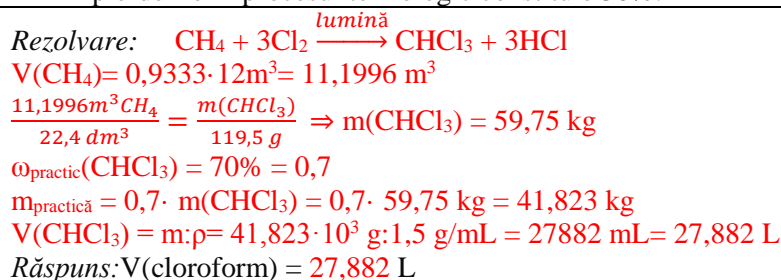 Rezolvare: CH₄ + 3Cl₂ \xrightarrow{lumină} CHCl₃ + 3HCl
V(CH₄)= 0,9333·12m³= 11,1996 m³
\frac{11,1996m³CH₄}{22,4 dm³} = \frac{m(CHCl₃)}{119,5 g} ⇒ m(CHCl₃) = 59,75 kg
ωpractic(CHCl₃) = 70% = 0,7
mpractică = 0,7· m(CHCl₃) = 0,7· 59,75 kg = 41,823 kg
V(CHCl₃) = m:ρ= 41,823·10³ g:1,5 g/mL = 27882 mL= 27,882 L
Răspuns:V(cloroform) = 27,882 L